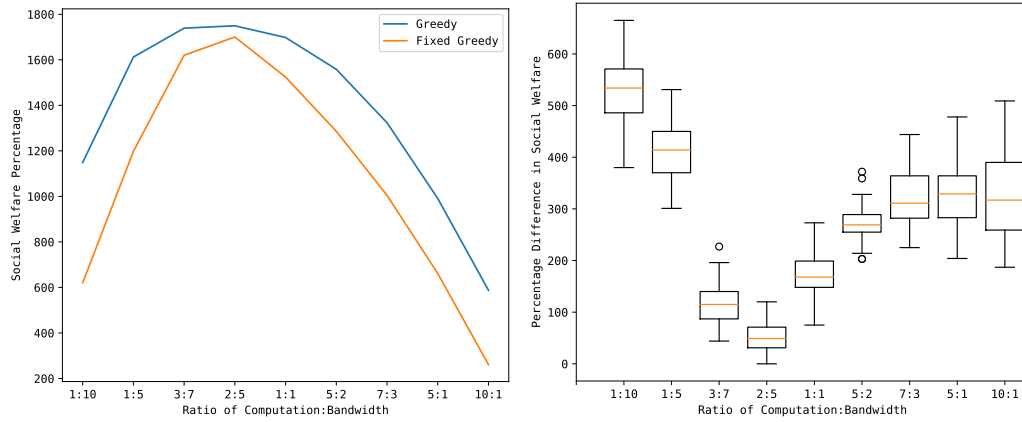 1800
1600
1400
1200
1000
800
600
400
200
Social Welfare Percentage
Greedy
Fixed Greedy
1:10 1:5 3:7 2:5 1:1 5:2 7:3 5:1 10:1
Ratio of Computation:Bandwidth
600
500
400
300
200
100
0
Percentage Difference in Social Welfare
1:10 1:5 3:7 2:5 1:1 5:2 7:3 5:1 10:1
Ratio of Computation:Bandwidth